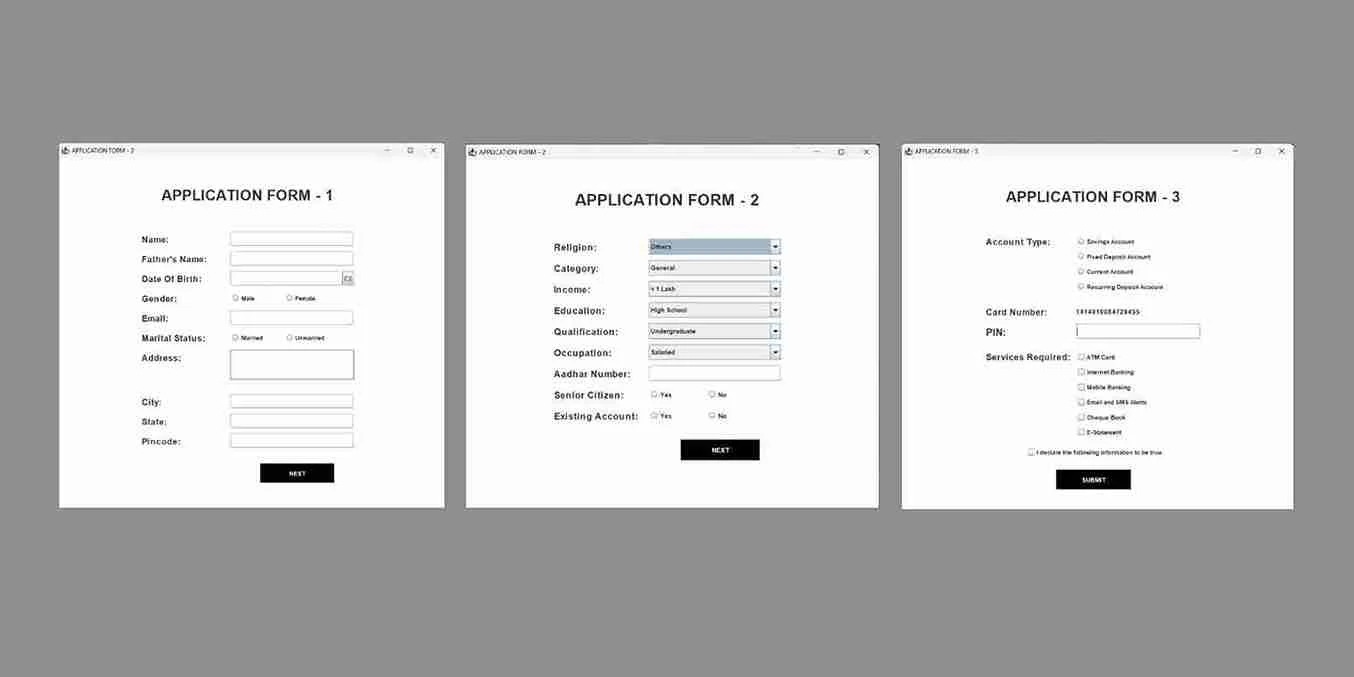 APPLICATION FORM - 2
APPLICATION FORM - 1
Name:
Father's Name:
Date Of Birth:
Gender: Male Female
Email:
Marital Status: Married Unmarried
Address:
City:
State:
Pincode:
NEXT
APPLICATION FORM - 2
APPLICATION FORM - 2
Religion: Others
Category: General
Income: < 1 Lakh
Education: High School
Qualification: Undergraduate
Occupation: Salaried
Aadhar Number:
Senior Citizen: Yes No
Existing Account: Yes No
NEXT
APPLICATION FORM - 3
APPLICATION FORM - 3
Account Type: Savings Account
Fixed Deposit Account
Current Account
Recurring Deposit Account
Card Number:
PIN:
Services Required: ATM Card
Internet Banking
Mobile Banking
Email and SMS Alerts
Cheque Book
E-Statement
I declare the following information to be true
SUBMIT